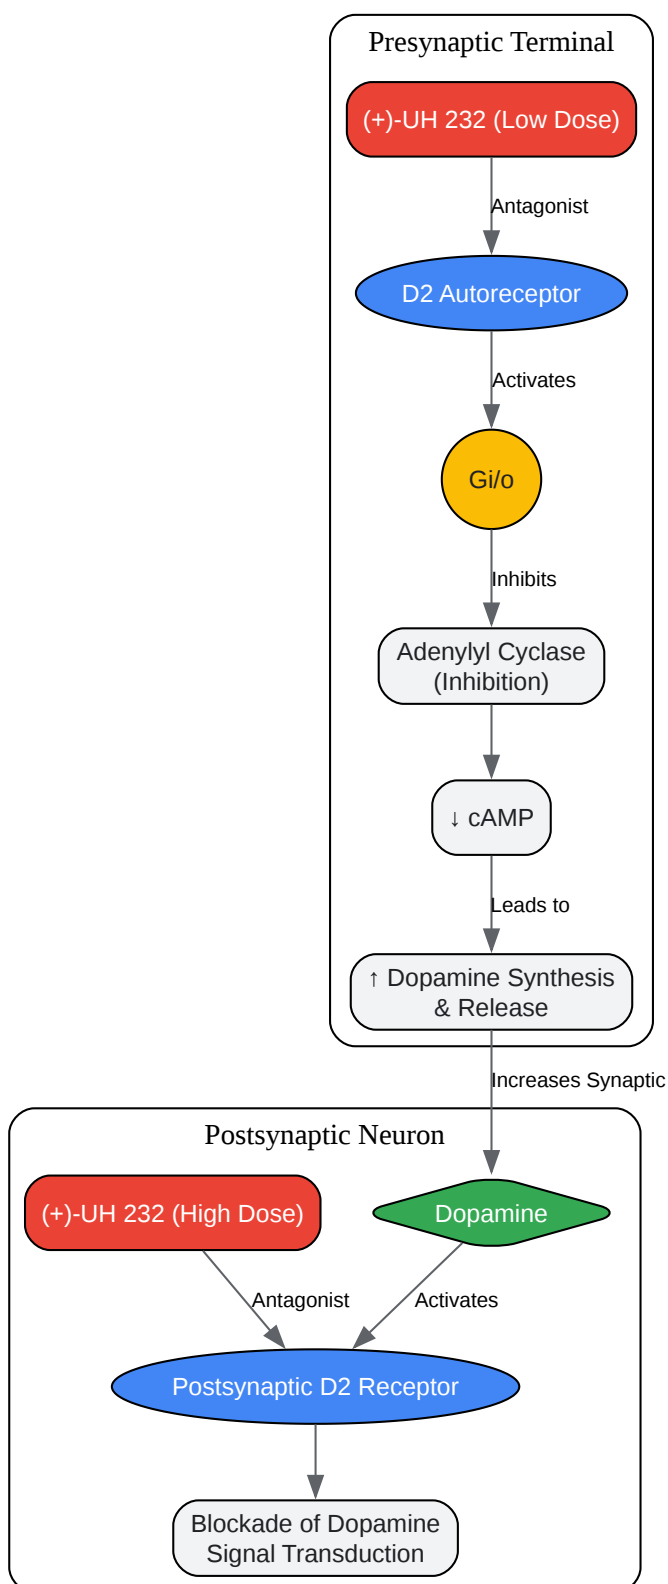 Presynaptic Terminal
(+)-UH 232 (Low Dose)
Antagonist
D2 Autoreceptor
Activates
Gi/o
Inhibits
Adenylyl Cyclase
(Inhibition)
↓ cAMP
Leads to
↑ Dopamine Synthesis
& Release
Increases Synaptic
Postsynaptic Neuron
(+)-UH 232 (High Dose)
Dopamine
Antagonist
Activates
Postsynaptic D2 Receptor
Blockade of Dopamine
Signal Transduction